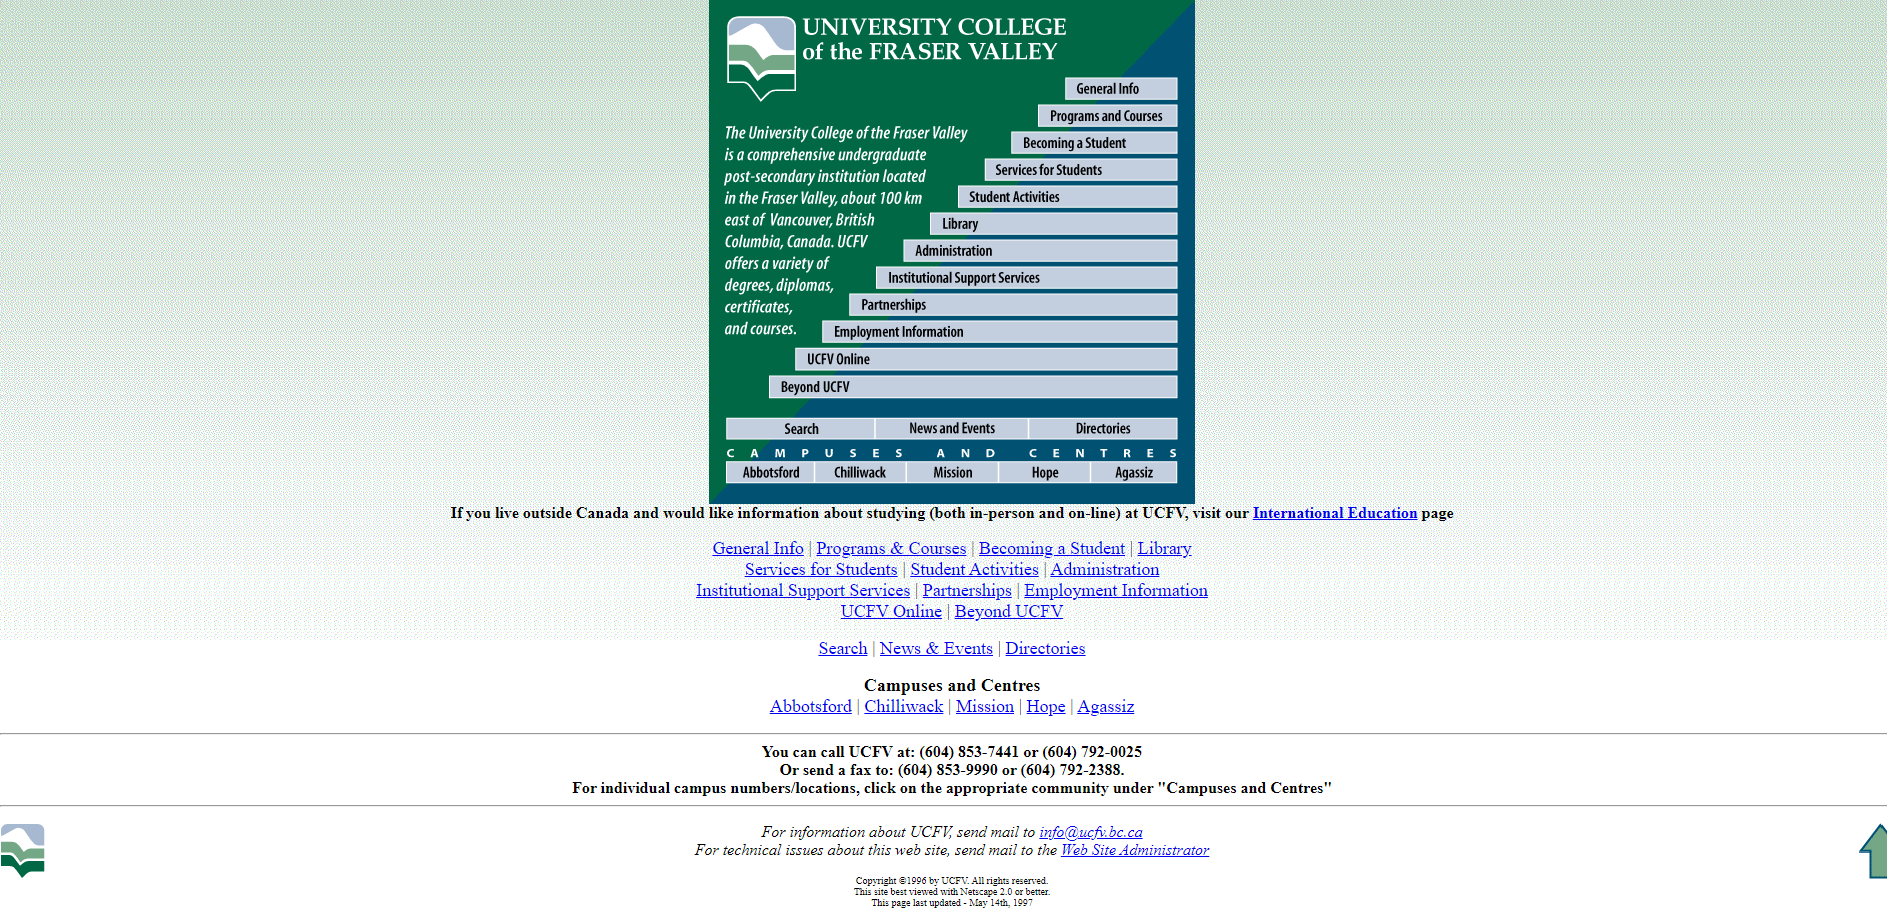 UNIVERSITY COLLEGE
of the FRASER VALLEY
General Info
Programs and Courses
Becoming a Student
Services for Students
Student Activities
Library
Administration
Institutional Support Services
Partnerships
Employment Information
UCFV Online
Beyond UCFV
The University College of the Fraser Valley
is a comprehensive undergraduate
post-secondary institution located
in the Fraser Valley, about 100 km
east of Vancouver, British
Columbia, Canada. UCFV
offers a variety of
degrees, diplomas,
certificates,
and courses.
Search News and Events Directories
CAMPUSES AND CENTRES
Abbotsford Chilliwack Mission Hope Agassiz
If you live outside Canada and would like information about studying (both in-person and on-line) at UCFV, visit our International Education page
General Info | Programs & Courses | Becoming a Student | Library
Services for Students | Student Activities | Administration
Institutional Support Services | Partnerships | Employment Information
UCFV Online | Beyond UCFV
Search | News & Events | Directories
Campuses and Centres
Abbotsford | Chilliwack | Mission | Hope | Agassiz
You can call UCFV at: (604) 853-7441 or (604) 792-0025
Or send a fax to: (604) 853-9990 or (604) 792-2388.
For individual campus numbers/locations, click on the appropriate community under "Campuses and Centres"
For information about UCFV, send mail to info@ucfv.bc.ca
For technical issues about this web site, send mail to the Web Site Administrator
Copyright ©1996 by UCFV. All rights reserved.
This site best viewed with Netscape 2.0 or better.
This page last updated - May 14th, 1997